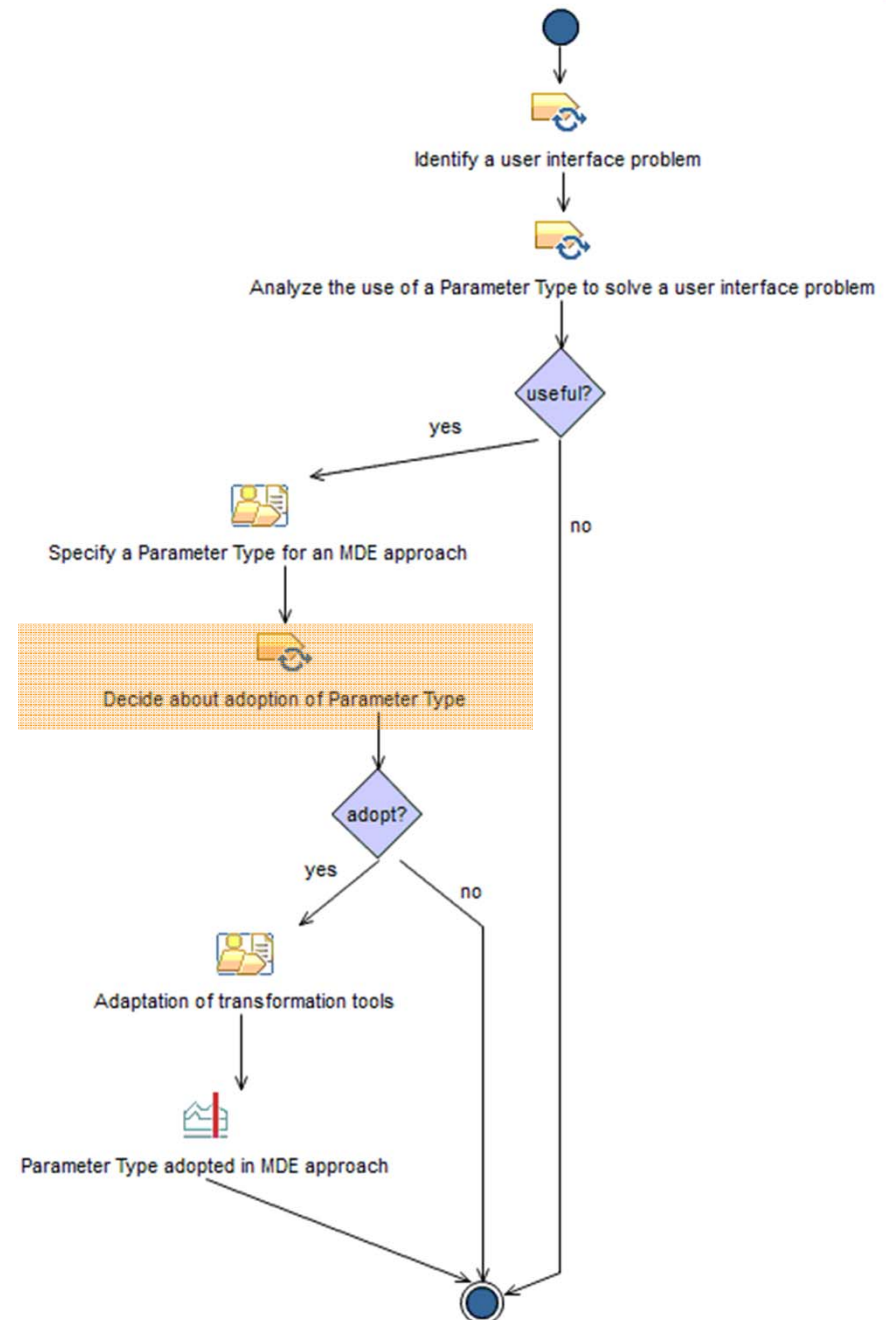 Identify a user interface problem
Analyze the use of a Parameter Type to solve a user interface problem
useful?
yes
no
Specify a Parameter Type for an MDE approach
Decide about adoption of Parameter Type
adopt?
yes
no
Adaptation of transformation tools
Parameter Type adopted in MDE approach